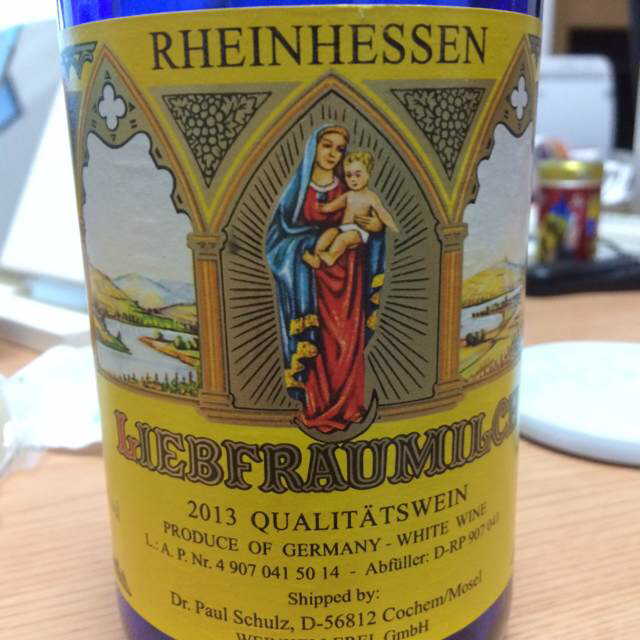 RHEINHESSEN
LIEBFRAUMILCH
2013 QUALITÄTSWEIN
PRODUCE OF GERMANY - WHITE WINE
L.: A. P. Nr. 4 907 041 50 14 - Abfüller: D-RP 907 041
Shipped by:
Dr. Paul Schulz, D-56812 Cochem/Mosel
GmbH